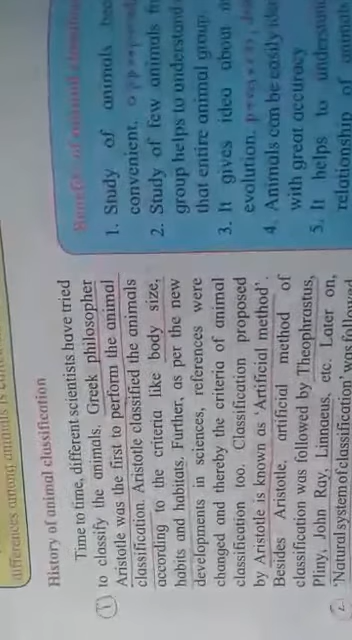 differences among animals is called
History of animal classification
Time to time, different scientists have tried
to classify the animals. Greek philosopher
Aristotle was the first to perform the animal
classification. Aristotle classified the animals
according to the criteria like body size,
habits and habitats. Further, as per the new
developments in sciences, references were
changed and thereby the criteria of animal
classification too. Classification proposed
by Aristotle is known as 'Artificial method'.
Besides Aristotle, artificial method of
classification was followed by Theophrastus,
Pliny, John Ray, Linnaeus, etc. Later on,
'Natural system of classification' was followed
1
2
Benefits of animal classification
1. Study of animals
convenient.
2. Study of few animals
group helps to understand
that entire animal group.
3. It gives idea about
evolution.
4. Animals can be easily
with great accuracy
5. It helps to understand
relationship of animals